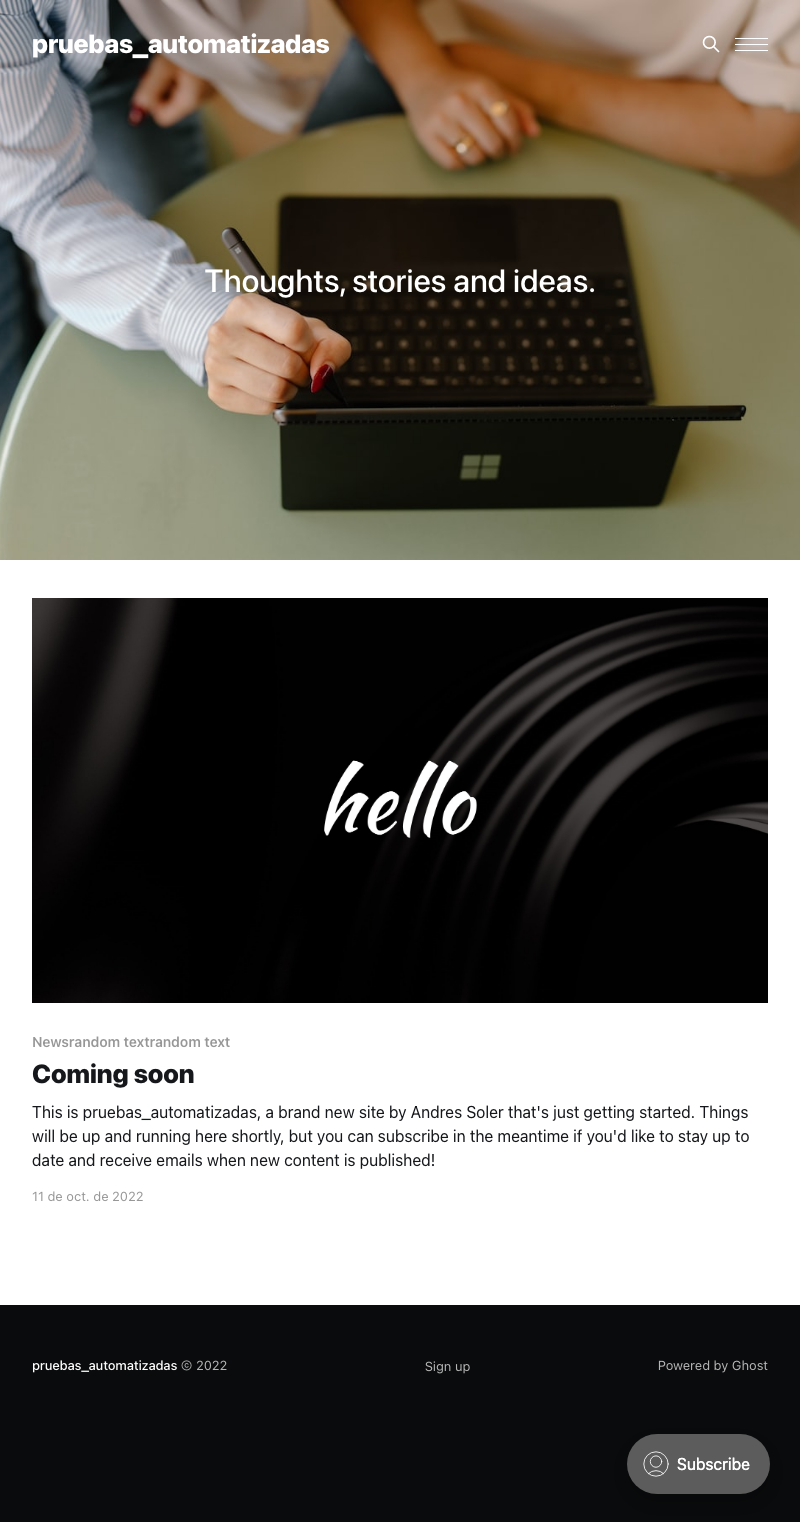 pruebas_automatizadas
Thoughts, stories and ideas.
hello
Newsrandom textrandom text
Coming soon
This is pruebas_automatizadas, a brand new site by Andres Soler that's just getting started. Things
will be up and running here shortly, but you can subscribe in the meantime if you'd like to stay up to
date and receive emails when new content is published!
11 de oct. de 2022
pruebas_automatizadas © 2022
Sign up
Powered by Ghost
Subscribe